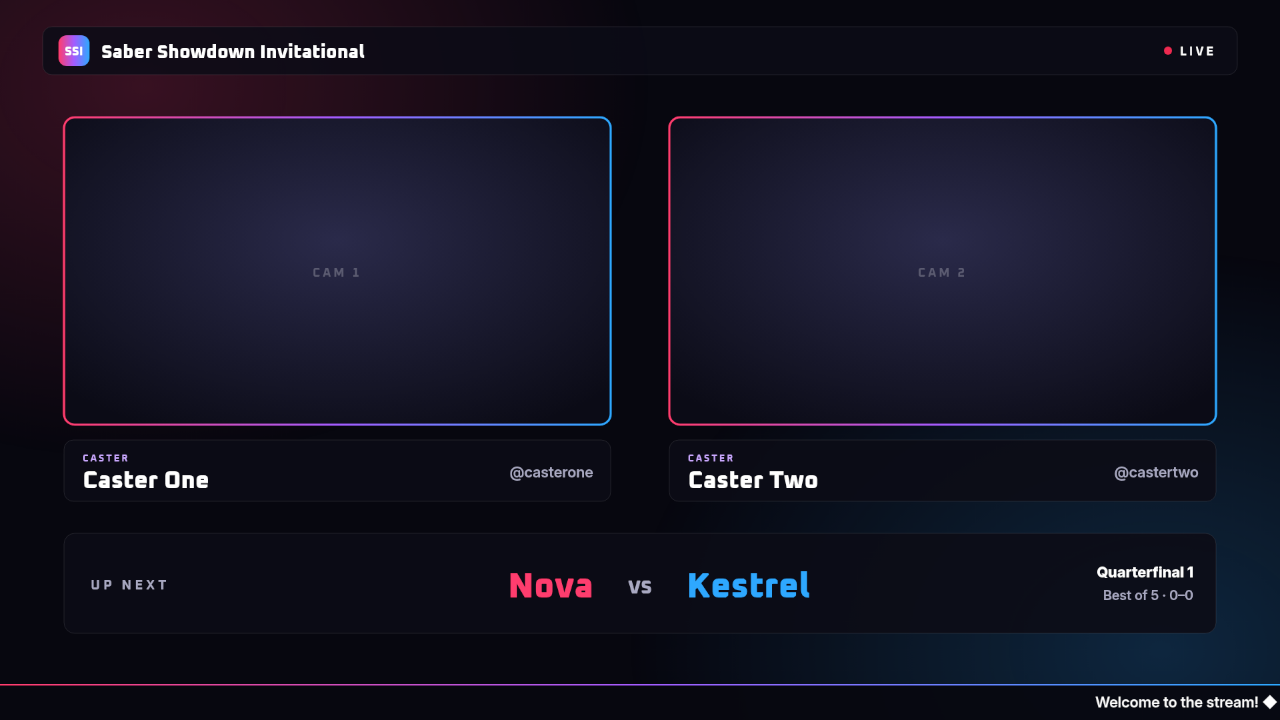 SSI
Saber Showdown Invitational
LIVE
CAM 1
CAM 2
CASTER
Caster One
@casterone
CASTER
Caster Two
@castertwo
UP NEXT
Nova
VS
Kestrel
Quarterfinal 1
Best of 5 · 0–0
Welcome to the stream! ◆